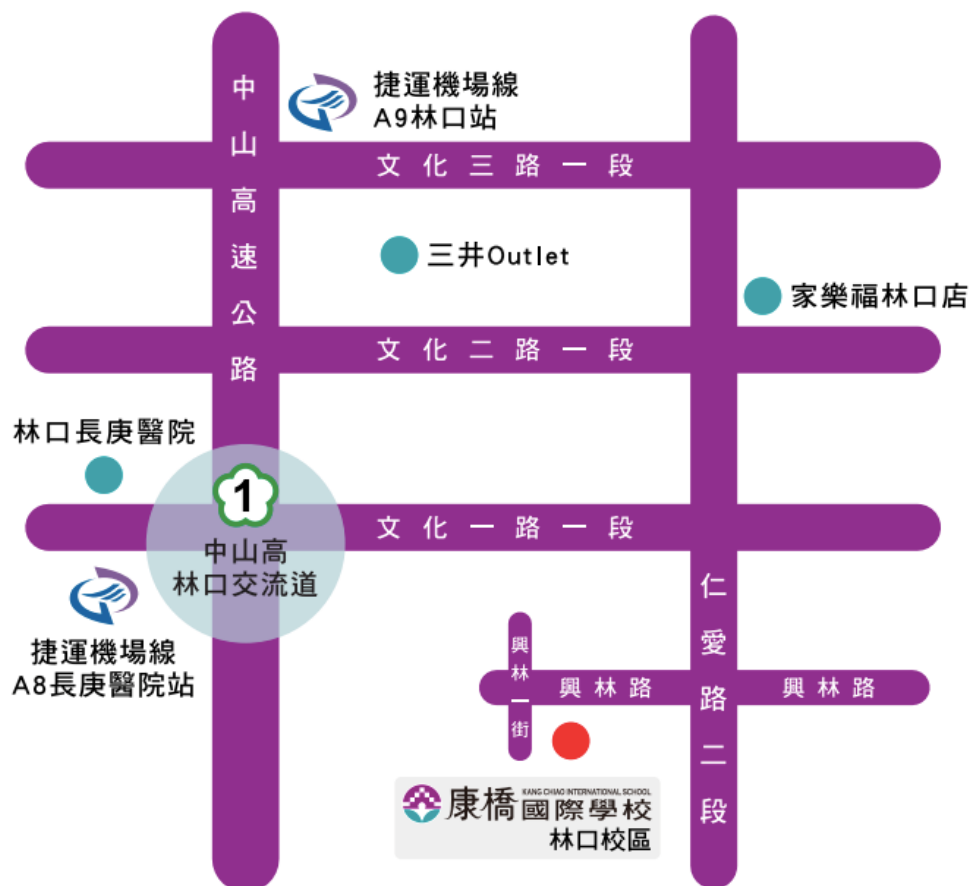 中山高速公路
捷運機場線
A9林口站
文化三路一段
三井Outlet
家樂福林口店
文化二路一段
林口長庚醫院
1
文化一路一段
中山高
林口交流道
捷運機場線
A8長庚醫院站
仁愛路二段
興林一街
興林路
興林路
康橋
KANG CHIAO INTERNATIONAL SCHOOL
國際學校
林口校區